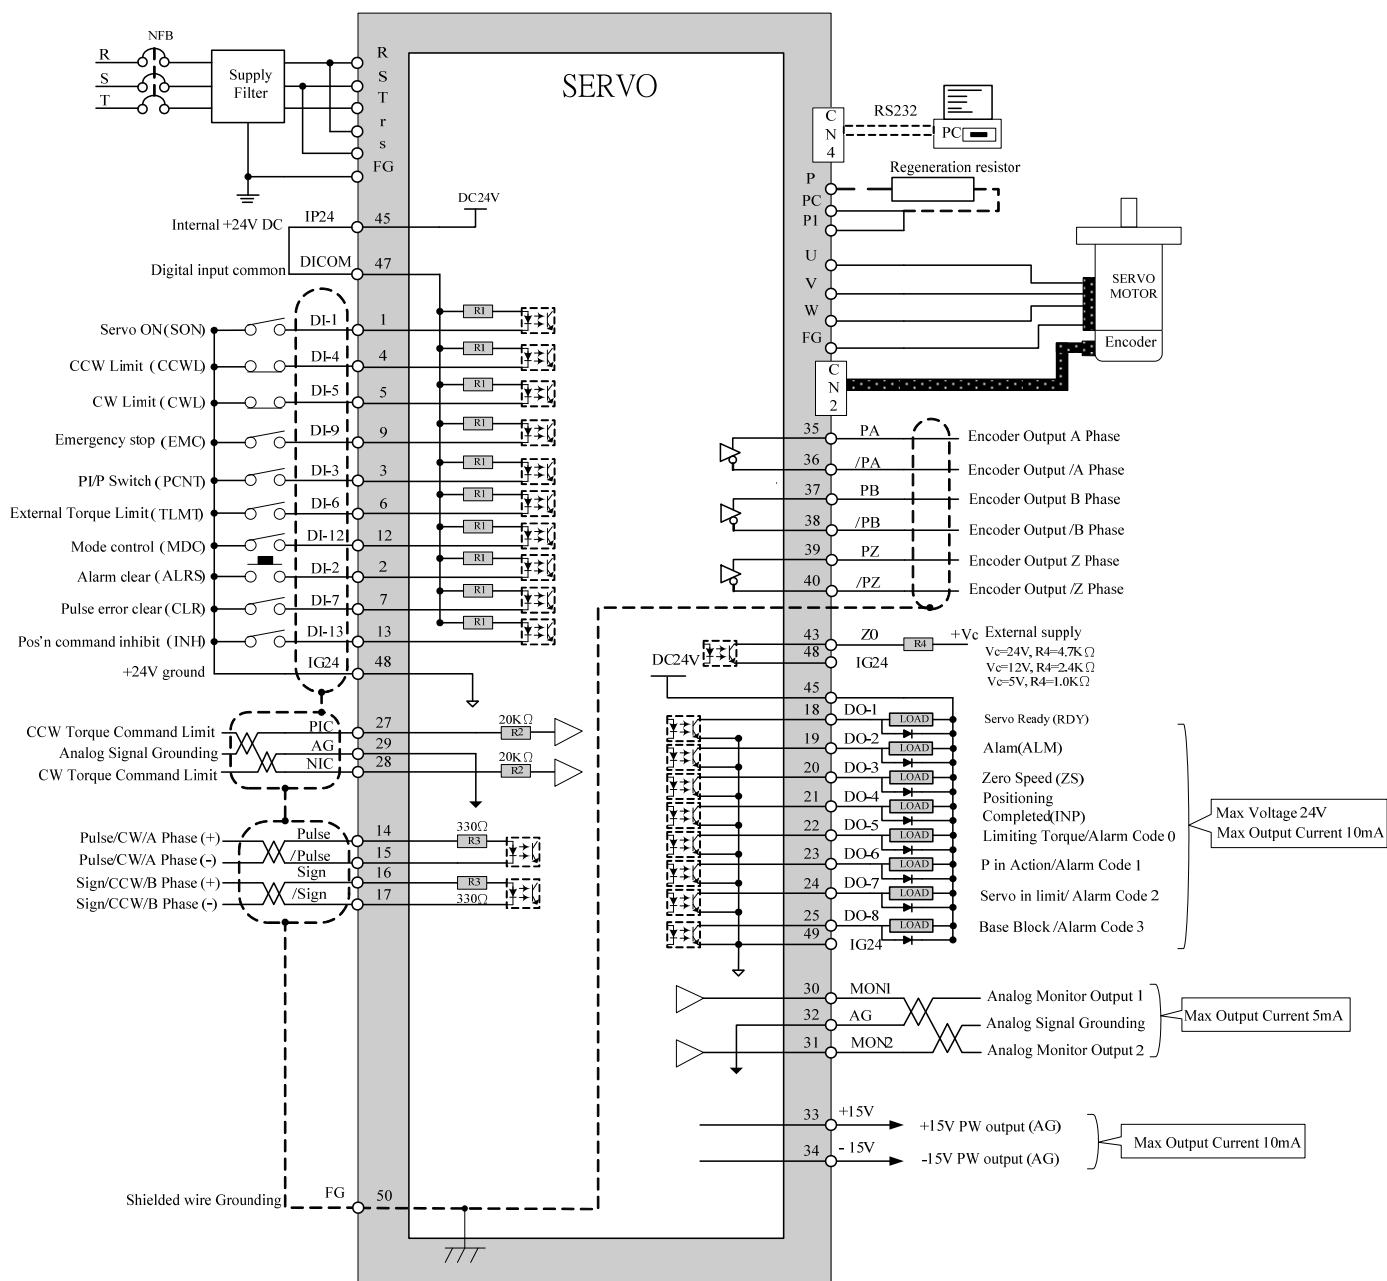 NFB
R
S
T
Supply
Filter
R
S
T
r
s
FG
SERVO
Internal +24V DC
IP24
45
DC24V
Digital input common
DICOM
47
Servo ON(SON)
DI-1
1
R1
CCW Limit (CCWL)
DI-4
4
R1
CW Limit (CWL)
DI-5
5
R1
Emergency stop (EMC)
DI-9
9
R1
PI/P Switch (PCNT)
DI-3
3
R1
External Torque Limit(TLMT)
DI-6
6
R1
Mode control (MDC)
DI-12
12
R1
Alarm clear (ALRS)
DI-2
2
R1
Pulse error clear (CLR)
DI-7
7
R1
Pos'n command inhibit (INH)
DI-13
13
R1
+24V ground
IG24
48
CCW Torque Command Limit
PIC
27
20KΩ
R2
Analog Signal Grounding
AG
29
CW Torque Command Limit
NIC
28
20KΩ
R2
Pulse/CW/A Phase (+)
Pulse
14
330Ω
R3
Pulse/CW/A Phase (-)
/Pulse
15
Sign/CCW/B Phase (+)
Sign
16
R3
Sign/CCW/B Phase (-)
/Sign
17
330Ω
Shielded wire Grounding
FG
50
C
N
4
RS232
PC
Regeneration resistor
P
PC
P1
U
V
W
FG
SERVO
MOTOR
Encoder
C
N
2
35
PA
Encoder Output A Phase
36
/PA
Encoder Output /A Phase
37
PB
Encoder Output B Phase
38
/PB
Encoder Output /B Phase
39
PZ
Encoder Output Z Phase
40
/PZ
Encoder Output /Z Phase
43
Z0
R4
+Vc
External supply
Vc=24V, R4=4.7KΩ
Vc=12V, R4=2.4KΩ
Vc=5V, R4=1.0KΩ
48
IG24
DC24V
45
18
DO-1
LOAD
Servo Ready (RDY)
19
DO-2
LOAD
Alam(ALM)
20
DO-3
LOAD
Zero Speed (ZS)
21
DO-4
LOAD
Positioning
Completed(INP)
22
DO-5
LOAD
Limiting Torque/Alarm Code 0
23
DO-6
LOAD
P in Action/Alarm Code 1
24
DO-7
LOAD
Servo in limit/ Alarm Code 2
25
DO-8
LOAD
Base Block /Alarm Code 3
49
IG24
Max Voltage 24V
Max Output Current 10mA
30
MON1
Analog Monitor Output 1
32
AG
Analog Signal Grounding
31
MON2
Analog Monitor Output 2
Max Output Current 5mA
33
+15V
+15V PW output (AG)
34
- 15V
-15V PW output (AG)
Max Output Current 10mA